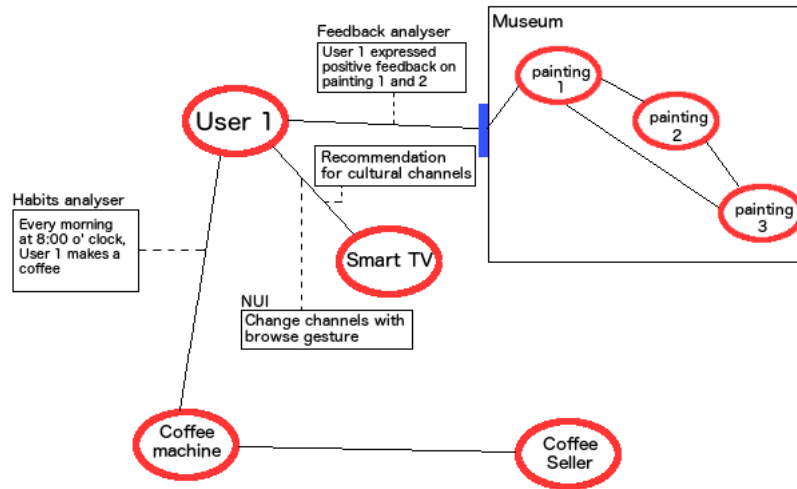 Museum
Feedback analyser
User 1 expressed
positive feedback on
painting 1 and 2
painting
1
painting
2
painting
3
User 1
Recommendation
for cultural channels
Habits analyser
Every morning
at 8:00 o' clock,
User 1 makes a
coffee
Smart TV
NUI
Change channels with
browse gesture
Coffee
machine
Coffee
Seller